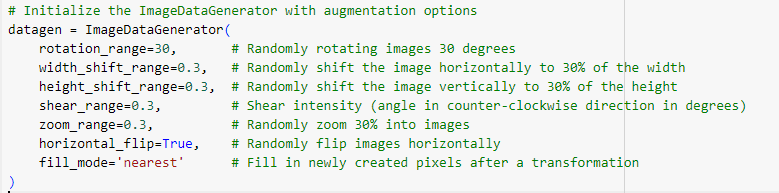 # Initialize the ImageDataGenerator with augmentation options
datagen = ImageDataGenerator(
    rotation_range=30,       # Randomly rotating images 30 degrees
    width_shift_range=0.3,   # Randomly shift the image horizontally to 30% of the width
    height_shift_range=0.3,  # Randomly shift the image vertically to 30% of the height
    shear_range=0.3,         # Shear intensity (angle in counter-clockwise direction in degrees)
    zoom_range=0.3,          # Randomly zoom 30% into images
    horizontal_flip=True,    # Randomly flip images horizontally
    fill_mode='nearest'      # Fill in newly created pixels after a transformation
)